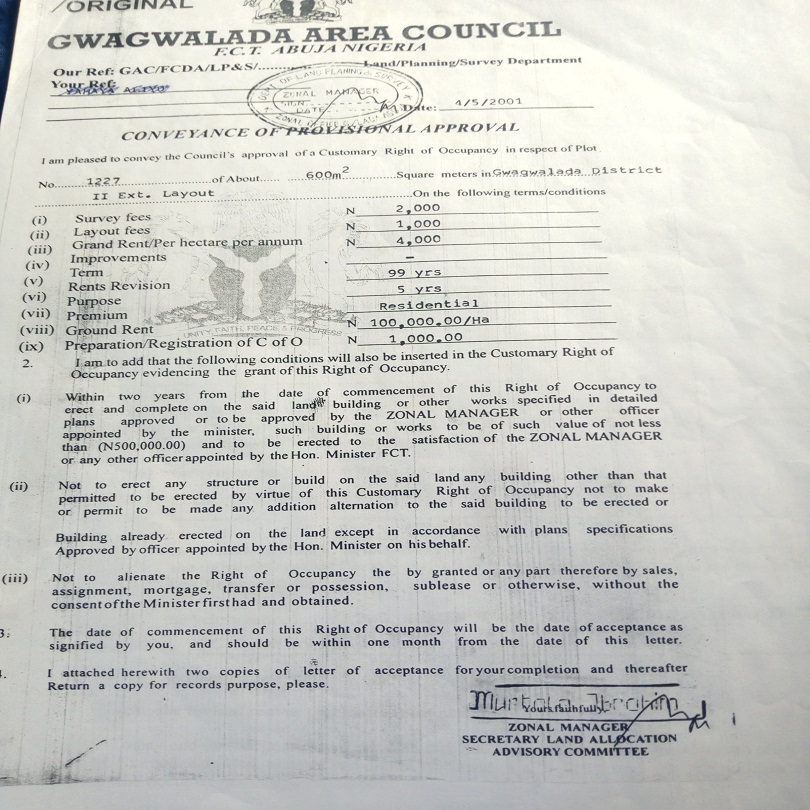 /ORIGINAL
GWAGWALADA AREA COUNCIL
F.C.T. ABUJA NIGERIA
Our Ref: GAC/FCDA/LP&S/............ Land/Planning/Survey Department
Your Ref:
ZONAL MANAGER
SIGN
DATE
Date: 4/5/2001
CONVEYANCE OF PROVISIONAL APPROVAL
I am pleased to convey the Council's approval of a Customary Right of Occupancy in respect of Plot
No. 1227 of About 600m² Square meters in Gwagwalada District
II Ext. Layout On the following terms/conditions
(i) Survey fees N 2,000
(ii) Layout fees N 1,000
(iii) Grand Rent/Per hectare per annum N 4,000
(iv) Improvements –
(v) Term 99 yrs
(vi) Rents Revision 5 yrs
(vii) Purpose Residential
(viii) Premium N 100,000.00/Ha
(ix) Ground Rent N 1,000.00
Preparation/Registration of C of O
UNITY FAITH, PEACE & PROGRESS
2. I am to add that the following conditions will also be inserted in the Customary Right of
Occupancy evidencing the grant of this Right of Occupancy.
(i) Within two years from the date of commencement of this Right of Occupancy to
erect and complete on the said land building or other works specified in detailed
plans approved or to be approved by the ZONAL MANAGER or other officer
appointed by the minister, such building or works to be of such value of not less
than (N500,000.00) and to be erected to the satisfaction of the ZONAL MANAGER
or any other officer appointed by the Hon. Minister FCT.
(ii) Not to erect any structure or build on the said land any building other than that
permitted to be erected by virtue of this Customary Right of Occupancy not to make
or permit to be made any addition alternation to the said building to be erected or
Building already erected on the land except in accordance with plans specifications
Approved by officer appointed by the Hon. Minister on his behalf.
(iii) Not to alienate the Right of Occupancy the by granted or any part therefore by sales,
assignment, mortgage, transfer or possession, sublease or otherwise, without the
consent of the Minister first had and obtained.
3. The date of commencement of this Right of Occupancy will be the date of acceptance as
signified by you, and should be within one month from the date of this letter.
I attached herewith two copies of letter of acceptance for your completion and thereafter
Return a copy for records purpose, please.
Murtala Ibrahim
Yours faithfully
ZONAL MANAGER
SECRETARY LAND ALLOCATION
ADVISORY COMMITTEE